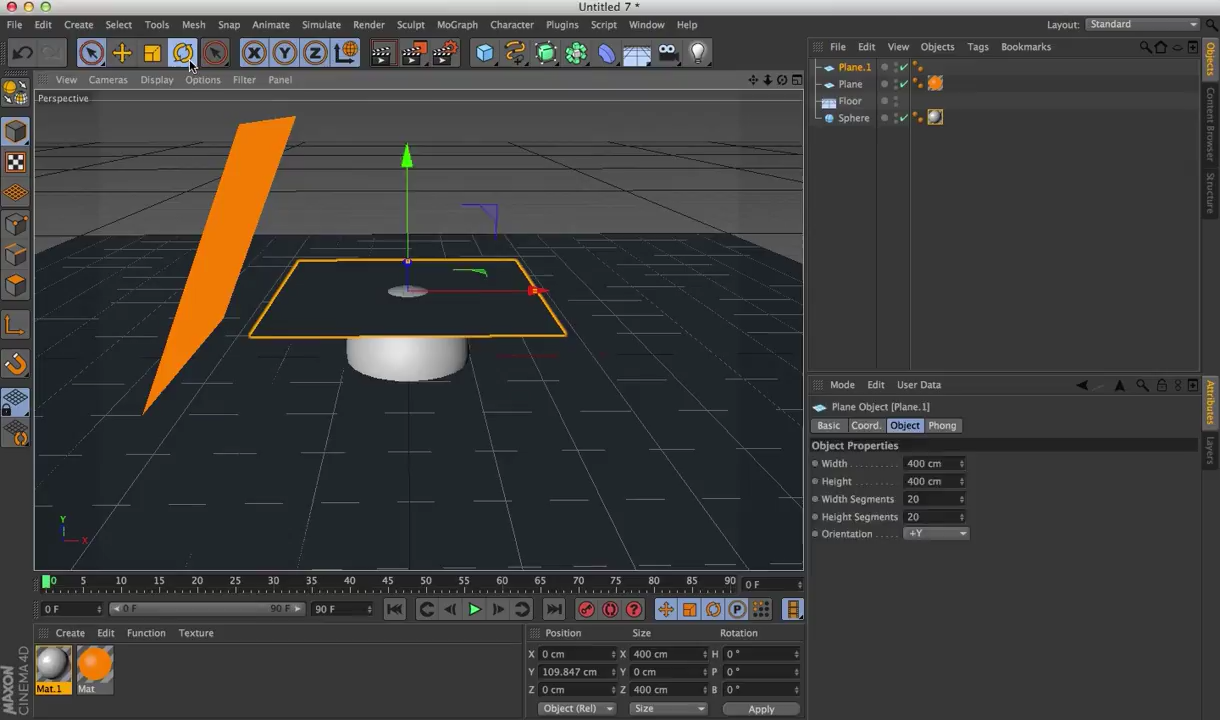 Untitled 7 *
File Edit Create Select Tools Mesh Snap Animate Simulate Render Sculpt MoGraph Character Plugins Script Window Help Layout: Standard
X Y Z
File Edit View Objects Tags Bookmarks
View Cameras Display Options Filter Panel
Perspective
Plane.1
Plane
Floor
Sphere
Objects
Content Browser
Structure
Mode Edit User Data
Plane Object [Plane.1]
Basic Coord. Object Phong
Object Properties
Width 400 cm
Height 400 cm
Width Segments 20
Height Segments 20
Orientation +Y
Attributes
Layers
Y
X
0 5 10 15 20 25 30 35 40 45 50 55 60 65 70 75 80 85 90 0 F
0 F 0 F 90 F 90 F P
Create Edit Function Texture
Mat.1 Mat
Position Size Rotation
X 0 cm X 400 cm H 0 °
Y 109.847 cm Y 0 cm P 0 °
Z 0 cm Z 400 cm B 0 °
Object (Rel) Size Apply
MAXON
CINEMA 4D